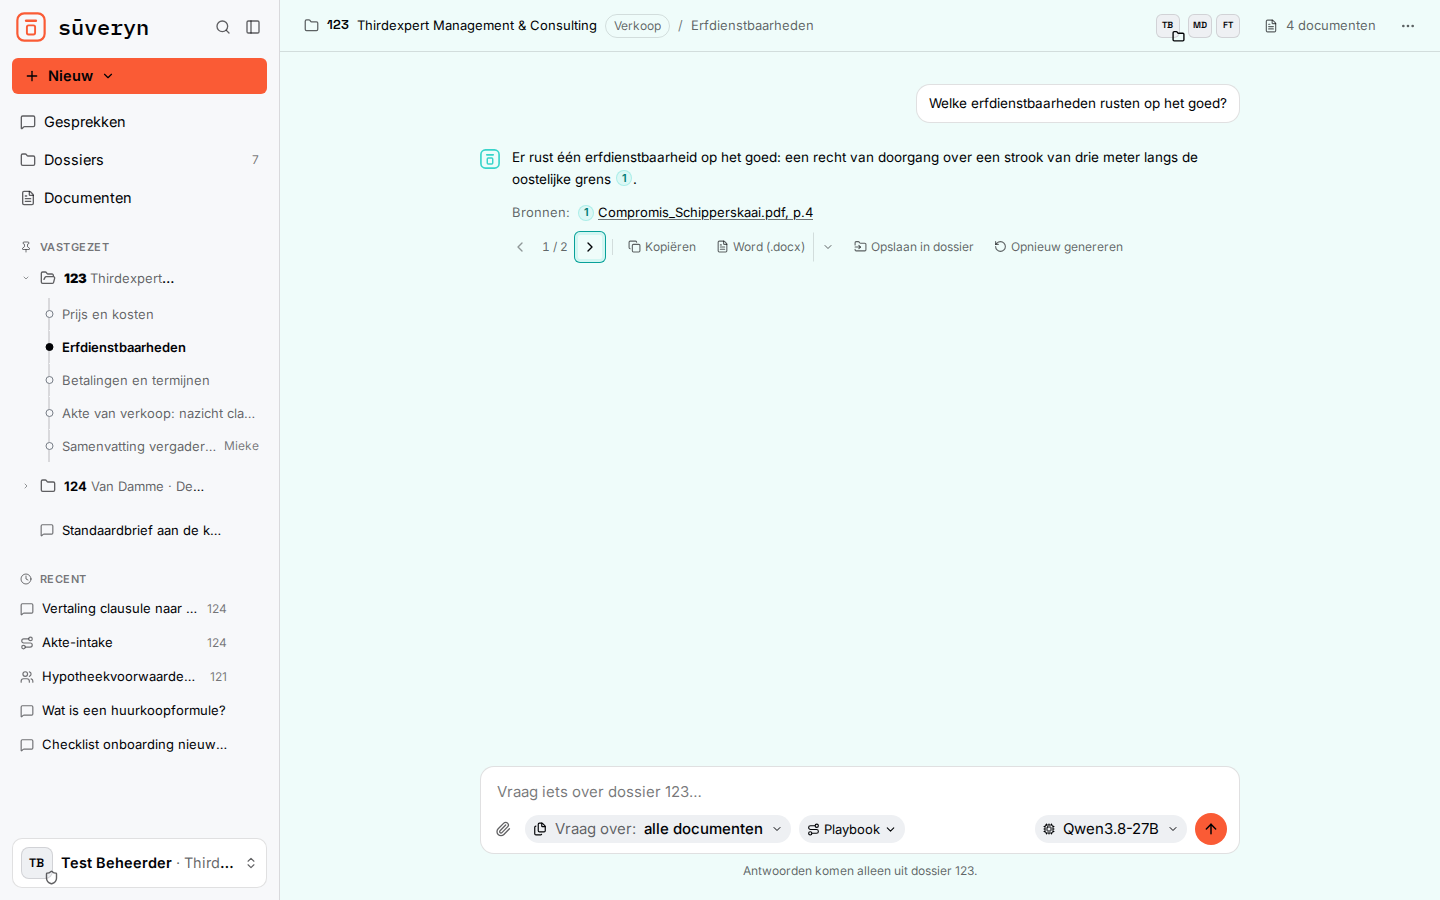 sūveryn
Nieuw
Gesprekken
Dossiers 7
Documenten
VASTGEZET
123 Thirdexpert...
Prijs en kosten
Erfdienstbaarheden
Betalingen en termijnen
Akte van verkoop: nazicht cla...
Samenvatting vergader... Mieke
124 Van Damme · De...
Standaardbrief aan de k...
RECENT
Vertaling clausule naar ... 124
Akte-intake 124
Hypotheekvoorwaarde... 121
Wat is een huurkoopformule?
Checklist onboarding nieuw...
TB Test Beheerder · Third...
123 Thirdexpert Management & Consulting Verkoop / Erfdienstbaarheden
TB MD FT 4 documenten
Welke erfdienstbaarheden rusten op het goed?
Er rust één erfdienstbaarheid op het goed: een recht van doorgang over een strook van drie meter langs de
oostelijke grens 1.
Bronnen: 1 Compromis_Schipperskaai.pdf, p.4
1 / 2 Kopiëren Word (.docx) Opslaan in dossier Opnieuw genereren
Vraag iets over dossier 123...
Vraag over: alle documenten Playbook Qwen3.8-27B
Antwoorden komen alleen uit dossier 123.